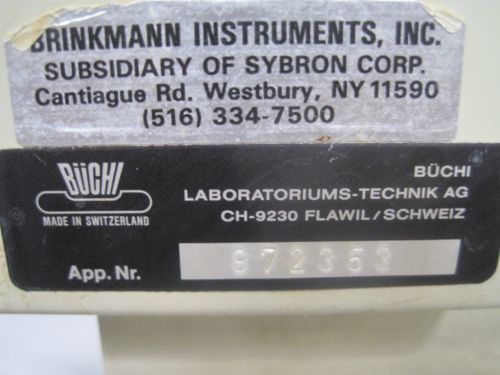 BRINKMANN INSTRUMENTS, INC.
SUBSIDIARY OF SYBRON CORP.
Cantiague Rd. Westbury, NY 11590
(516) 334-7500
BÜCHI
MADE IN SWITZERLAND
BÜCHI
LABORATORIUMS-TECHNIK AG
CH-9230 FLAWIL/SCHWEIZ
App. Nr. 972353